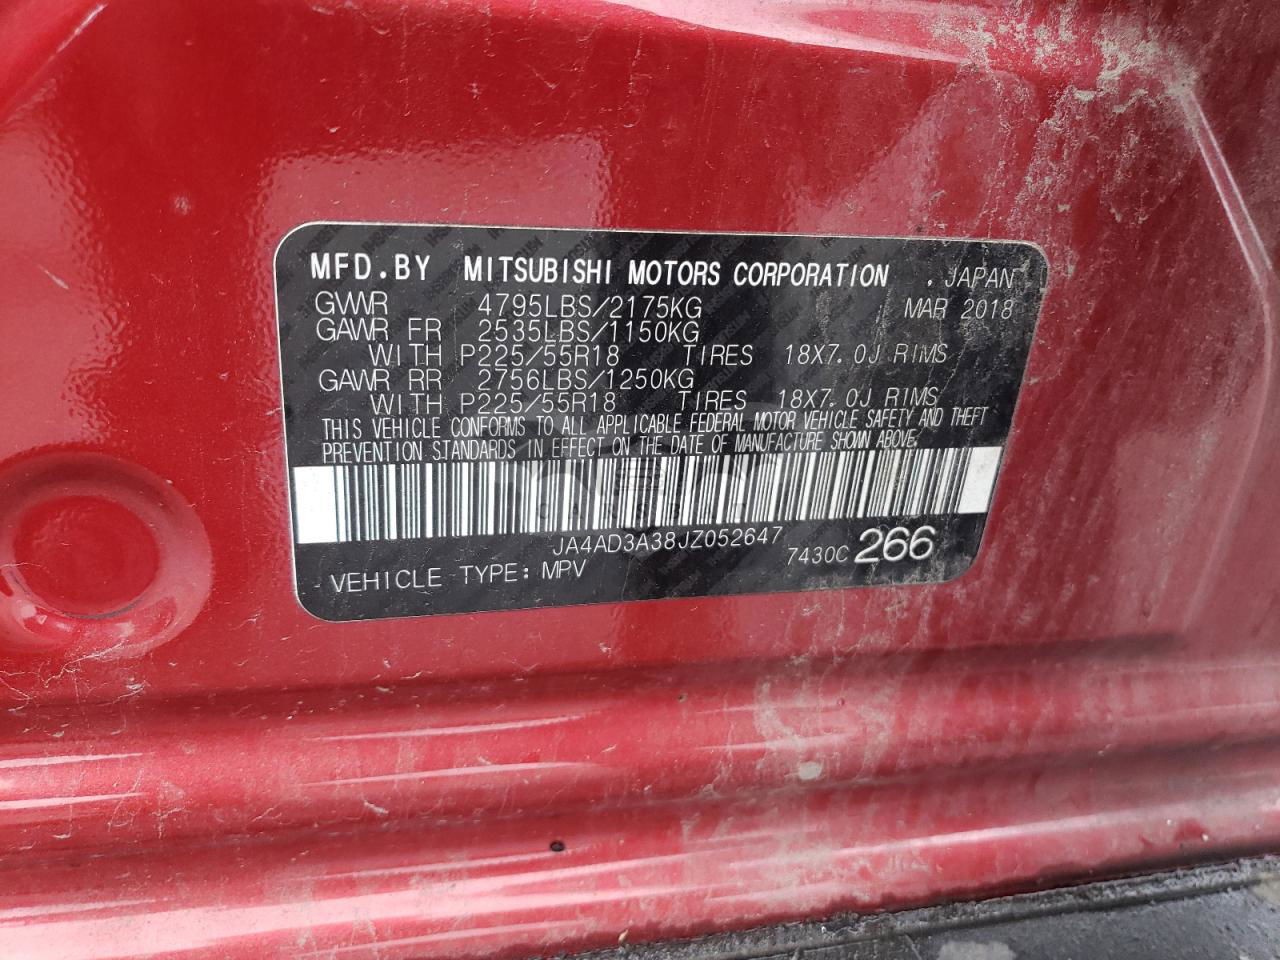 MFD.BY MITSUBISHI MOTORS CORPORATION .JAPAN
GVWR 4795LBS/2175KG MAR 2018
GAWR FR 2535LBS/1150KG
WITH P225/55R18 TIRES 18X7.0J RIMS
GAWR RR 2756LBS/1250KG
WITH P225/55R18 TIRES 18X7.0J RIMS
THIS VEHICLE CONFORMS TO ALL APPLICABLE FEDERAL MOTOR VEHICLE SAFETY AND THEFT
PREVENTION STANDARDS IN EFFECT ON THE DATE OF MANUFACTURE SHOWN ABOVE.
JA4AD3A38JZ052647
7430C 266
VEHICLE TYPE: MPV